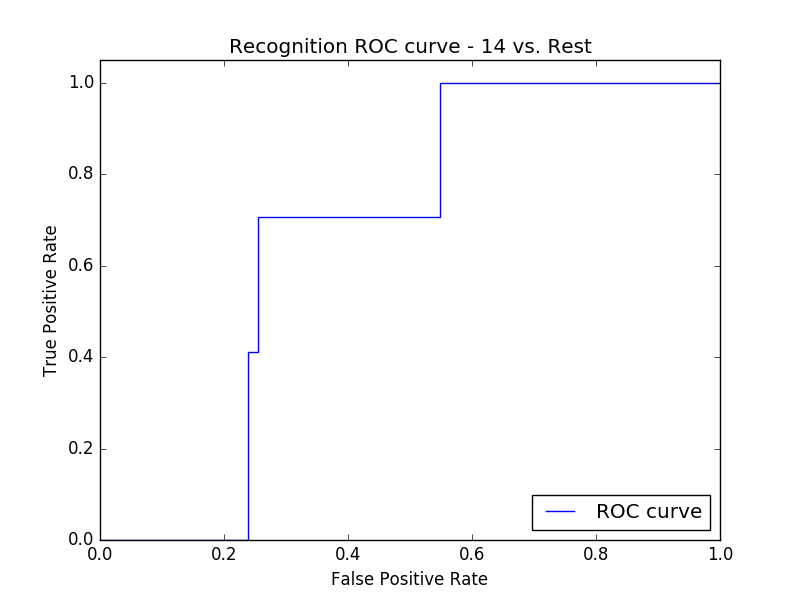 Recognition ROC curve - 14 vs. Rest
1.0
0.8
0.6
0.4
0.2
0.0
True Positive Rate
ROC curve
0.0 0.2 0.4 0.6 0.8 1.0
False Positive Rate